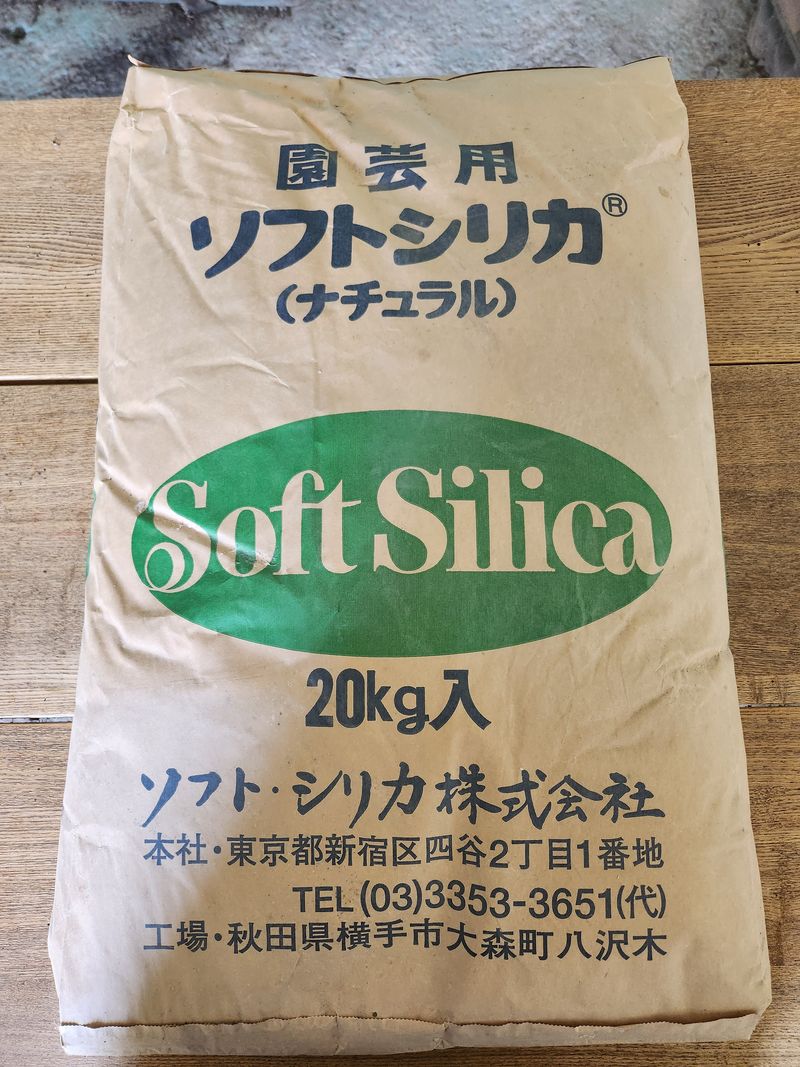 園芸用
ソフトシリカ®
(ナチュラル)
Soft Silica
20kg入
ソフト・シリカ株式会社
本社・東京都新宿区四谷2丁目1番地
TEL(03)3353-3651(代)
工場・秋田県横手市大森町八沢木